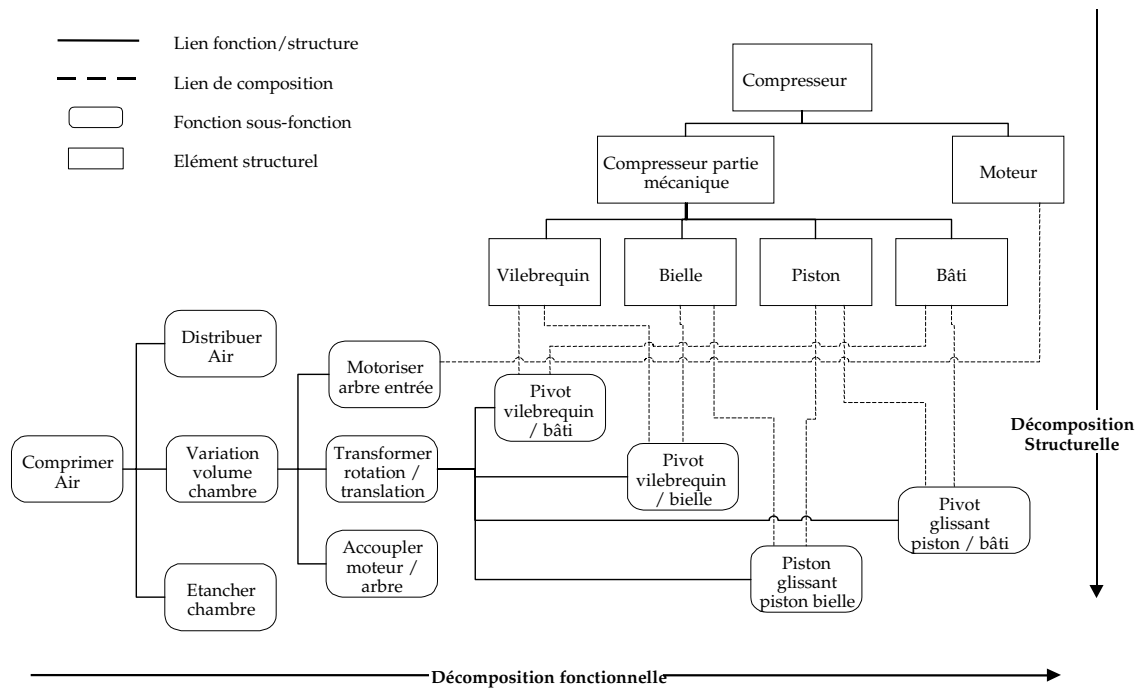 Lien fonction/structure
Lien de composition
Fonction sous-fonction
Elément structurel
Compresseur
Compresseur partie
mécanique
Moteur
Vilebrequin
Bielle
Piston
Bâti
Distribuer
Air
Motoriser
arbre entrée
Pivot
vilebrequin
/ bâti
Décomposition
Structurelle
Comprimer
Air
Variation
volume
chambre
Transformer
rotation /
translation
Pivot
vilebrequin
/ bielle
Pivot
glissant
piston / bâti
Accoupler
moteur /
arbre
Piston
glissant
piston bielle
Etancher
chambre
Décomposition fonctionnelle